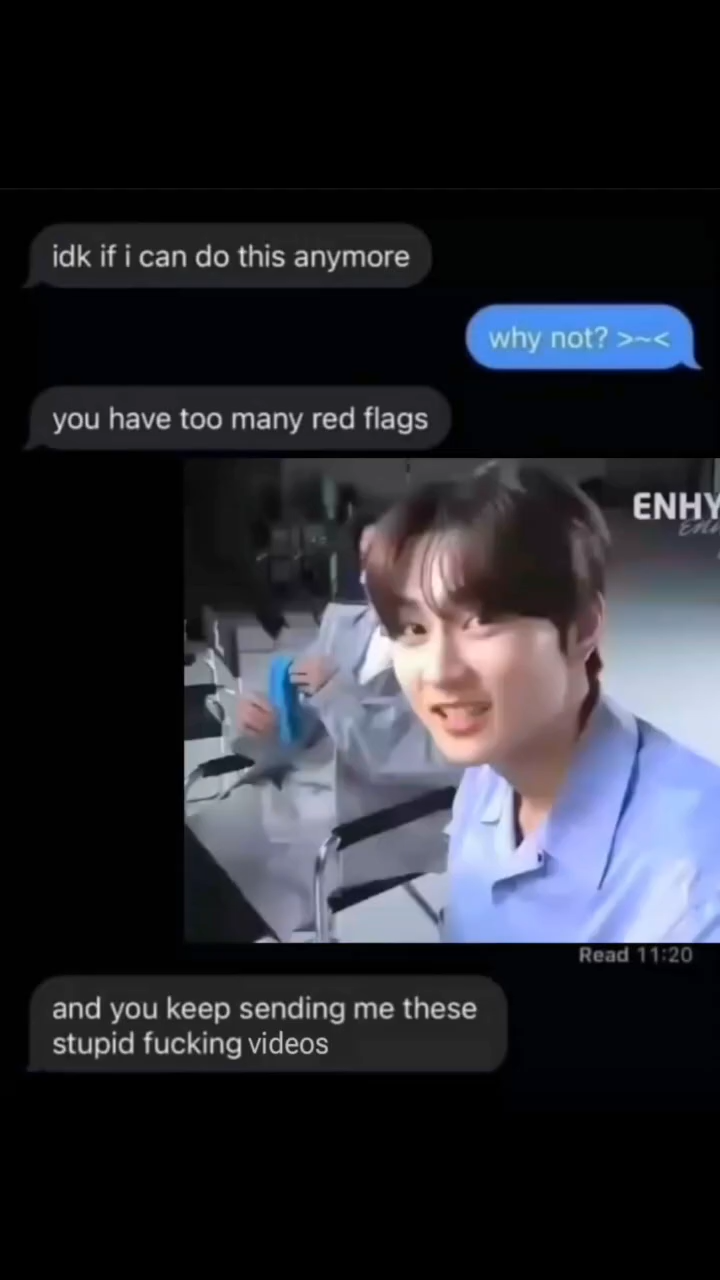 idk if i can do this anymore
why not? >~<
you have too many red flags
ENHY
Read 11:20
and you keep sending me these
stupid fucking videos